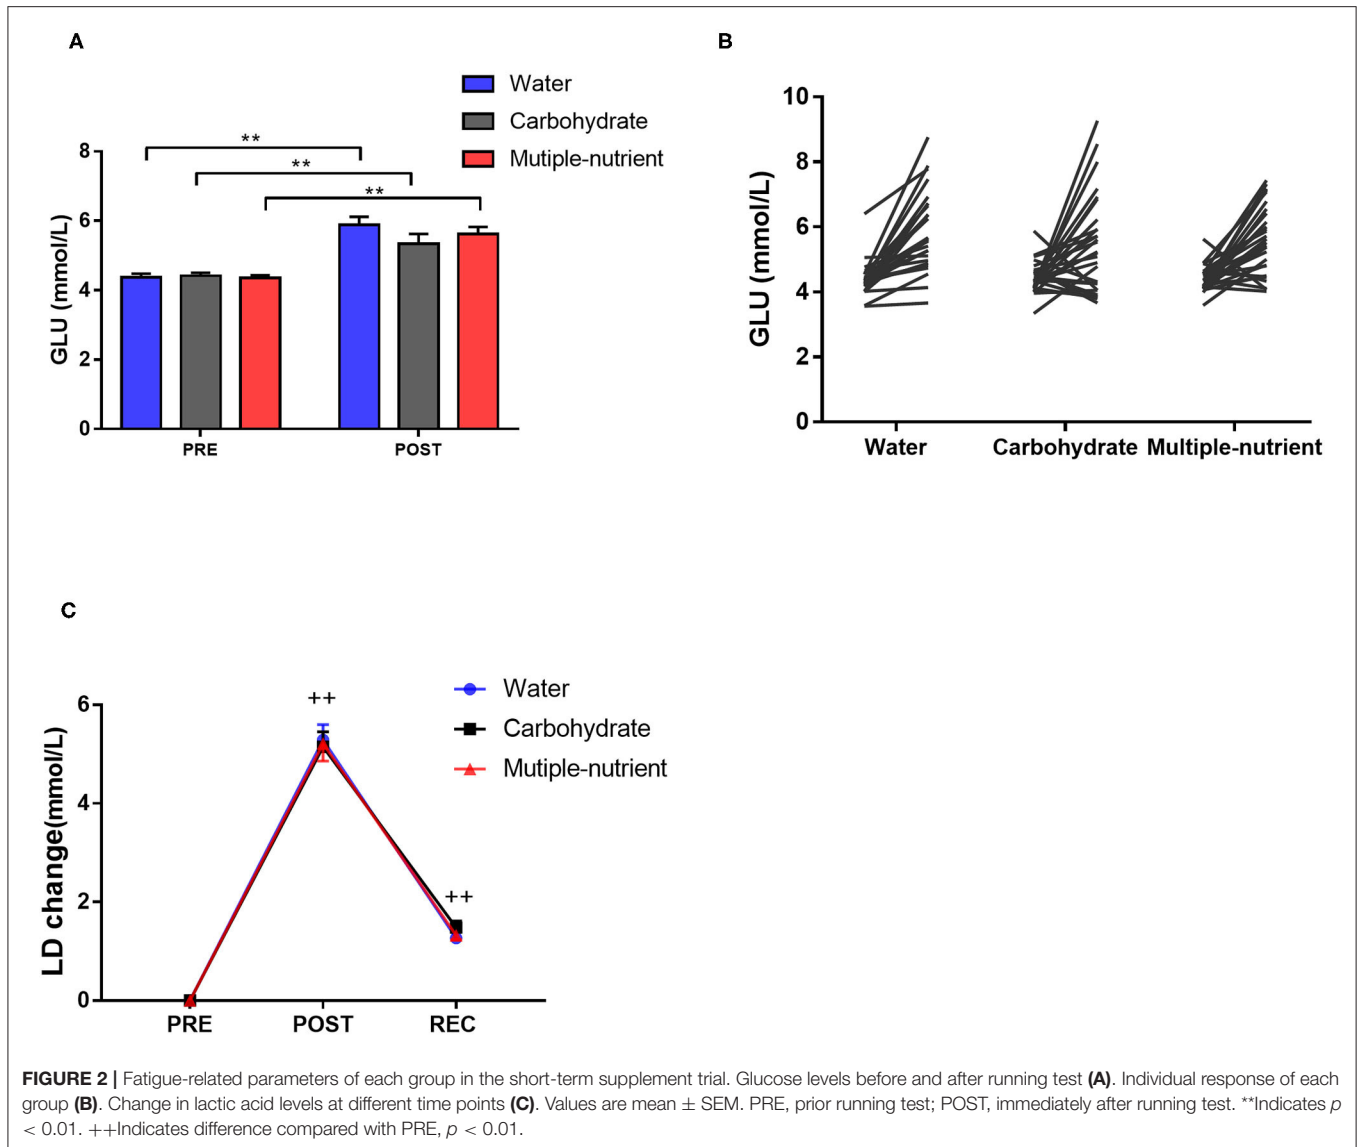 A
Water
Carbohydrate
Mutiple-nutrient
**
**
**
GLU (mmol/L)
8
6
4
2
0
PRE POST
B
GLU (mmol/L)
10
8
6
4
2
0
Water Carbohydrate Multiple-nutrient
C
Water
Carbohydrate
Mutiple-nutrient
++
++
LD change(mmol/L)
6
4
2
0
PRE POST REC
FIGURE 2 | Fatigue-related parameters of each group in the short-term supplement trial. Glucose levels before and after running test (A). Individual response of each
group (B). Change in lactic acid levels at different time points (C). Values are mean ± SEM. PRE, prior running test; POST, immediately after running test. **Indicates p
< 0.01. ++Indicates difference compared with PRE, p < 0.01.